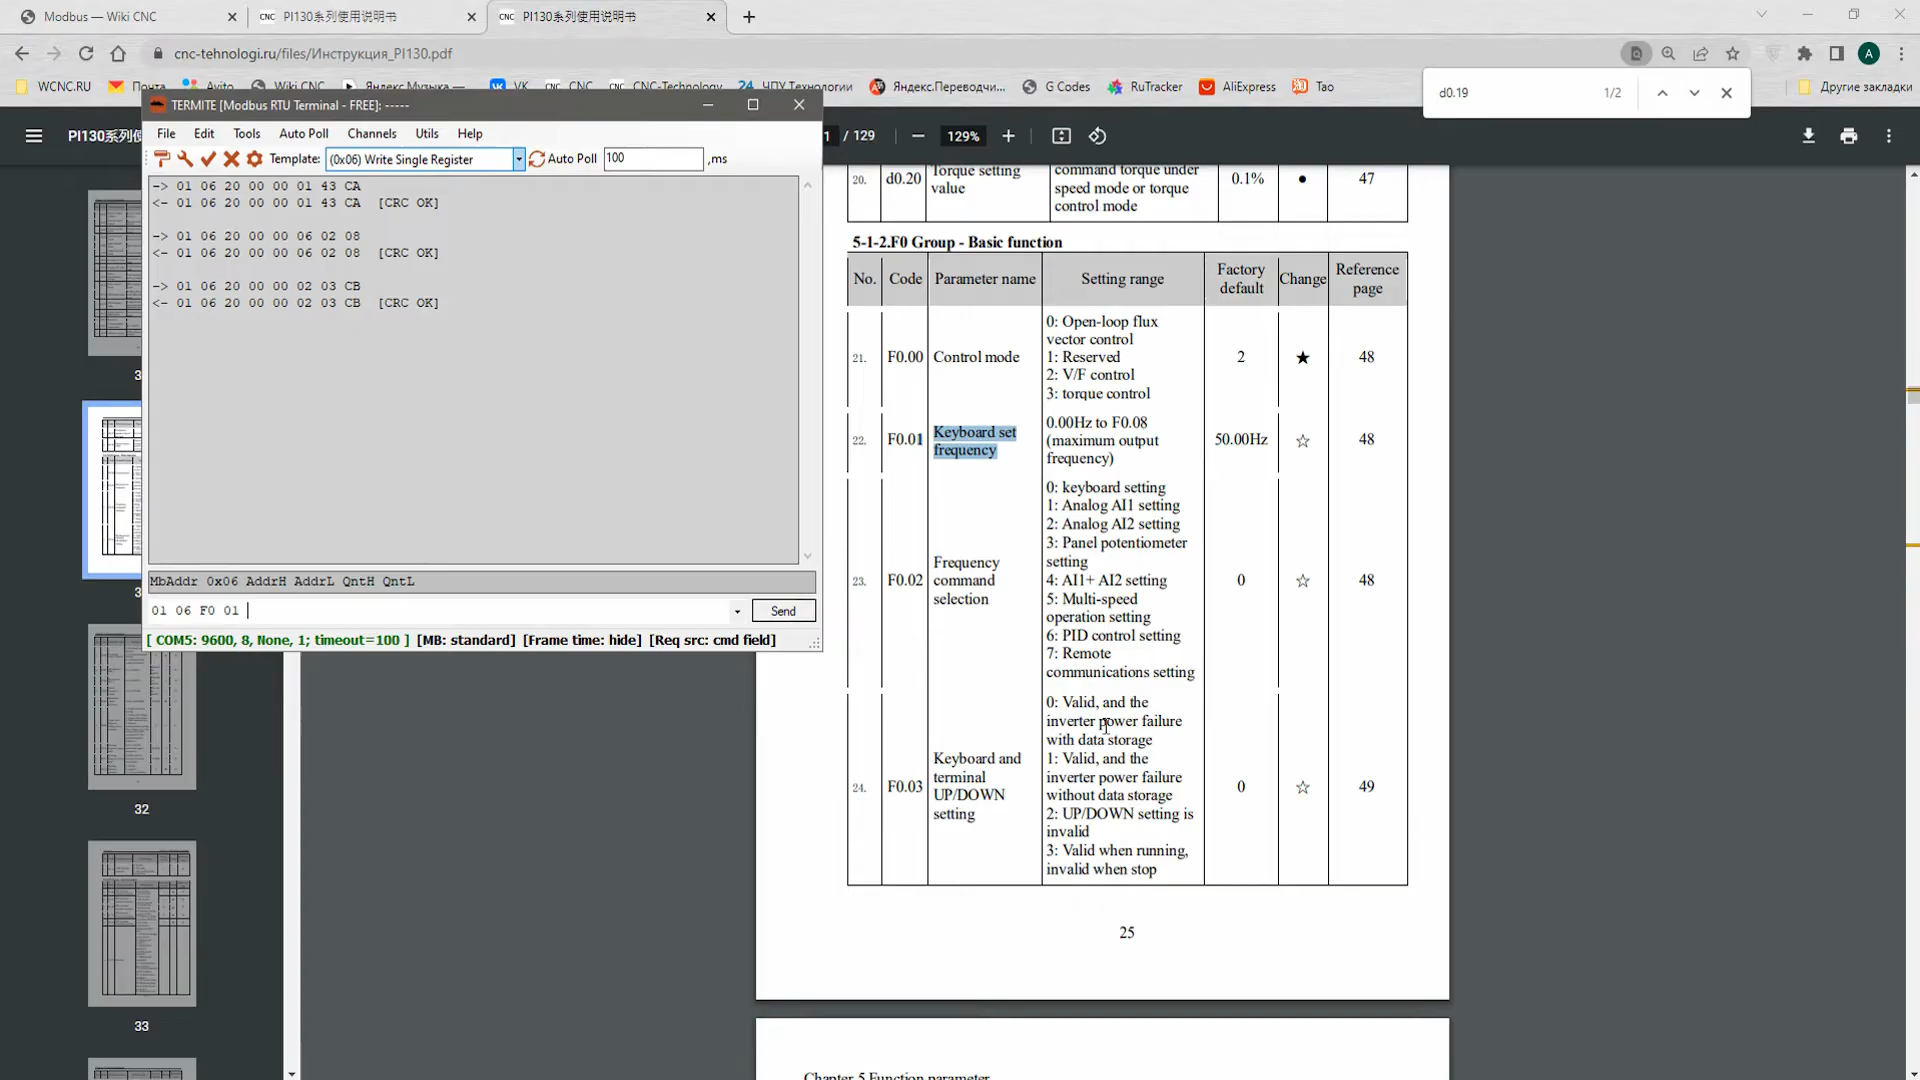 Modbus — Wiki CNC
CNC PI130系列使用说明书
CNC PI130系列使用说明书
cnc-tehnologi.ru/files/Инструкция_PI130.pdf
A
WCNC.RU
Почта
Avito
Wiki CNC
Яндекс.Музыка —
VK
CNC CNC
CNC CNC-Technology
24 ЧПУ Технологии
Яндекс.Переводчи...
G Codes
RuTracker
AliExpress
Tao
Другие закладки
d0.19 1/2
TERMITE [Modbus RTU Terminal - FREE]: -----
File Edit Tools Auto Poll Channels Utils Help
Template: (0x06) Write Single Register Auto Poll 100 ,ms
-> 01 06 20 00 00 01 43 CA
<- 01 06 20 00 00 01 43 CA [CRC OK]
-> 01 06 20 00 00 06 02 08
<- 01 06 20 00 00 06 02 08 [CRC OK]
-> 01 06 20 00 00 02 03 CB
<- 01 06 20 00 00 02 03 CB [CRC OK]
MbAddr 0x06 AddrH AddrL QntH QntL
01 06 F0 01
Send
[ COM5: 9600, 8, None, 1; timeout=100 ] [MB: standard] [Frame time: hide] [Req src: cmd field]
PI130系列使
1 / 129
129%
32
33
20. d0.20 Torque setting value
command torque under
speed mode or torque
control mode
0.1% ● 47
5-1-2.F0 Group - Basic function
No. Code Parameter name Setting range Factory default Change Reference page
21. F0.00 Control mode
0: Open-loop flux
vector control
1: Reserved
2: V/F control
3: torque control
2 ★ 48
22. F0.01 Keyboard set frequency
0.00Hz to F0.08
(maximum output
frequency)
50.00Hz ☆ 48
23. F0.02 Frequency command selection
0: keyboard setting
1: Analog AI1 setting
2: Analog AI2 setting
3: Panel potentiometer
setting
4: AI1+ AI2 setting
5: Multi-speed
operation setting
6: PID control setting
7: Remote
communications setting
0 ☆ 48
24. F0.03 Keyboard and terminal UP/DOWN setting
0: Valid, and the
inverter power failure
with data storage
1: Valid, and the
inverter power failure
without data storage
2: UP/DOWN setting is
invalid
3: Valid when running,
invalid when stop
0 ☆ 49
25
Chapter 5 Function parameter